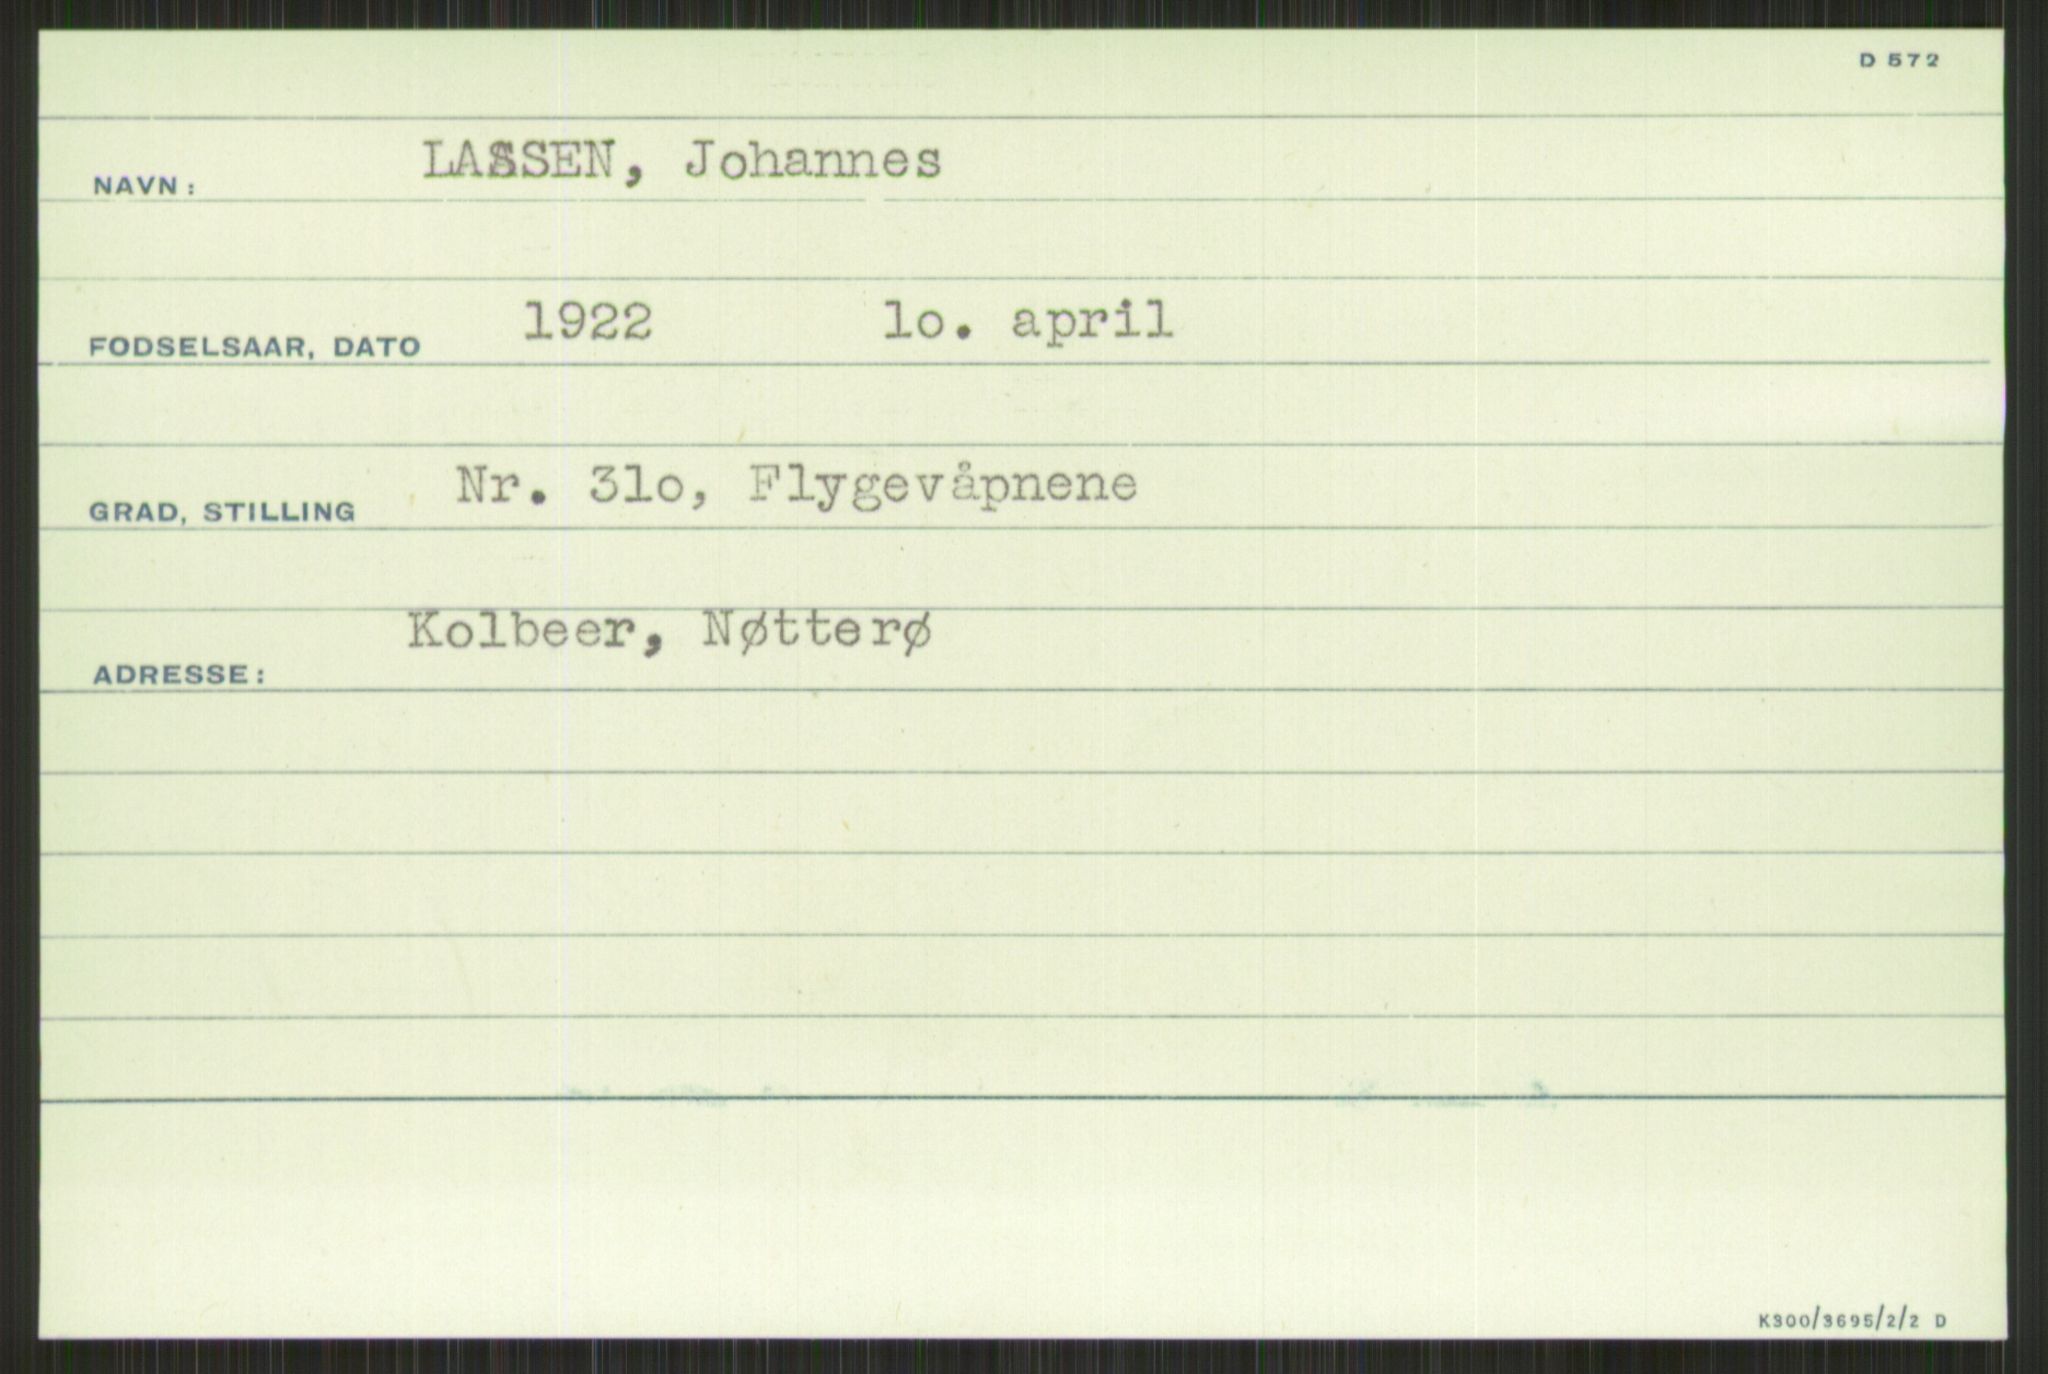 D 572
NAVN: LASSEN, Johannes
FODSELSAAR, DATO 1922 lo. april
GRAD, STILLING Nr. 3lo, Flygevåpnene
ADRESSE: Kolbeer, Nøtterø
K300/3695/2/2 D